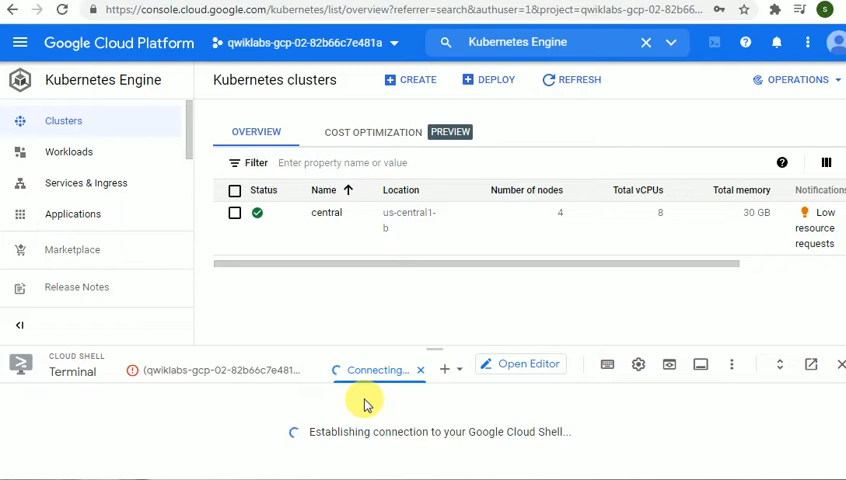 https://console.cloud.google.com/kubernetes/list/overview?referrer=search&authuser=1&project=qwiklabs-gcp-02-82b66...
Google Cloud Platform
qwiklabs-gcp-02-82b66c7e481a
Kubernetes Engine
S
Kubernetes Engine
Kubernetes clusters
CREATE
DEPLOY
REFRESH
OPERATIONS
Clusters
Workloads
Services & Ingress
Applications
Marketplace
Release Notes
OVERVIEW
COST OPTIMIZATION
PREVIEW
Filter
Enter property name or value
Status
Name
Location
Number of nodes
Total vCPUs
Total memory
Notifications
central
us-central1-
b
4
8
30 GB
Low
resource
requests
CLOUD SHELL
Terminal
(qwiklabs-gcp-02-82b66c7e481...
Connecting...
Open Editor
Establishing connection to your Google Cloud Shell...